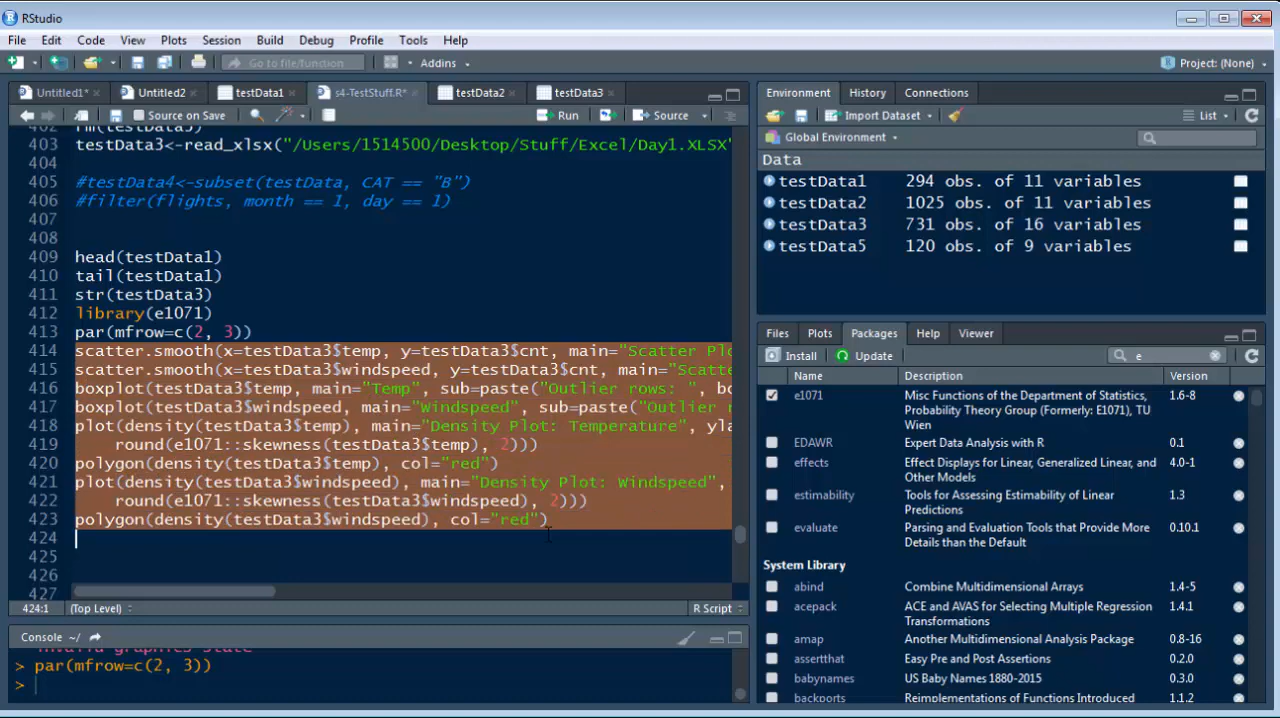 RStudio
File Edit Code View Plots Session Build Debug Profile Tools Help
Go to file/function Addins Project: (None)
Untitled1* Untitled2 testData1 s4-TestStuff.R* testData2 testData3
Source on Save Run Source
402 rm(testData3)
403 testData3<-read_xlsx("/Users/1514500/Desktop/Stuff/Excel/Day1.XLSX"
404
405 #testData4<-subset(testData, CAT == "B")
406 #filter(flights, month == 1, day == 1)
407
408
409 head(testData1)
410 tail(testData1)
411 str(testData3)
412 library(e1071)
413 par(mfrow=c(2, 3))
414 scatter.smooth(x=testData3$temp, y=testData3$cnt, main="Scatter Plo
415 scatter.smooth(x=testData3$windspeed, y=testData3$cnt, main="Scatte
416 boxplot(testData3$temp, main="Temp", sub=paste("Outlier rows: ", bo
417 boxplot(testData3$windspeed, main="Windspeed", sub=paste("Outlier r
418 plot(density(testData3$temp), main="Density Plot: Temperature", yla
419 round(e1071::skewness(testData3$temp), 2)))
420 polygon(density(testData3$temp), col="red")
421 plot(density(testData3$windspeed), main="Density Plot: Windspeed",
422 round(e1071::skewness(testData3$windspeed), 2)))
423 polygon(density(testData3$windspeed), col="red")
424
425
426
427
424:1 (Top Level) R Script
Console ~/
invalid graphics state
> par(mfrow=c(2, 3))
>
Environment History Connections
Import Dataset List
Global Environment
Data
testData1 294 obs. of 11 variables
testData2 1025 obs. of 11 variables
testData3 731 obs. of 16 variables
testData5 120 obs. of 9 variables
Files Plots Packages Help Viewer
Install Update e
Name Description Version
e1071 Misc Functions of the Department of Statistics, 1.6-8
Probability Theory Group (Formerly: E1071), TU
Wien
EDAWR Expert Data Analysis with R 0.1
effects Effect Displays for Linear, Generalized Linear, and 4.0-1
Other Models
estimability Tools for Assessing Estimability of Linear 1.3
Predictions
evaluate Parsing and Evaluation Tools that Provide More 0.10.1
Details than the Default
System Library
abind Combine Multidimensional Arrays 1.4-5
acepack ACE and AVAS for Selecting Multiple Regression 1.4.1
Transformations
amap Another Multidimensional Analysis Package 0.8-16
assertthat Easy Pre and Post Assertions 0.2.0
babynames US Baby Names 1880-2015 0.3.0
backports Reimplementations of Functions Introduced 1.1.2